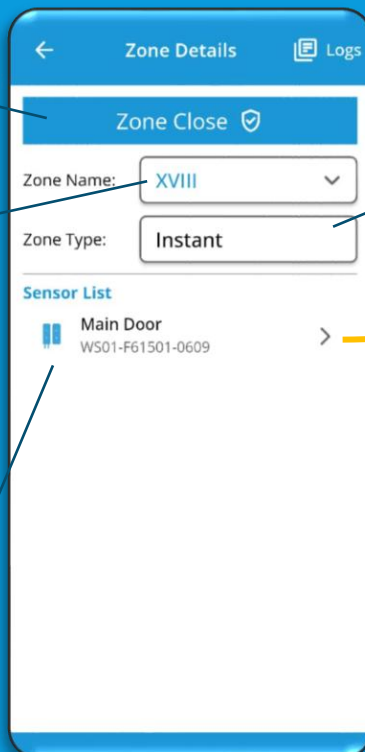 Zone Details
Logs
Zone Close
Zone Name: XVIII
Zone Type: Instant
Sensor List
Main Door
WS01-F61501-0609